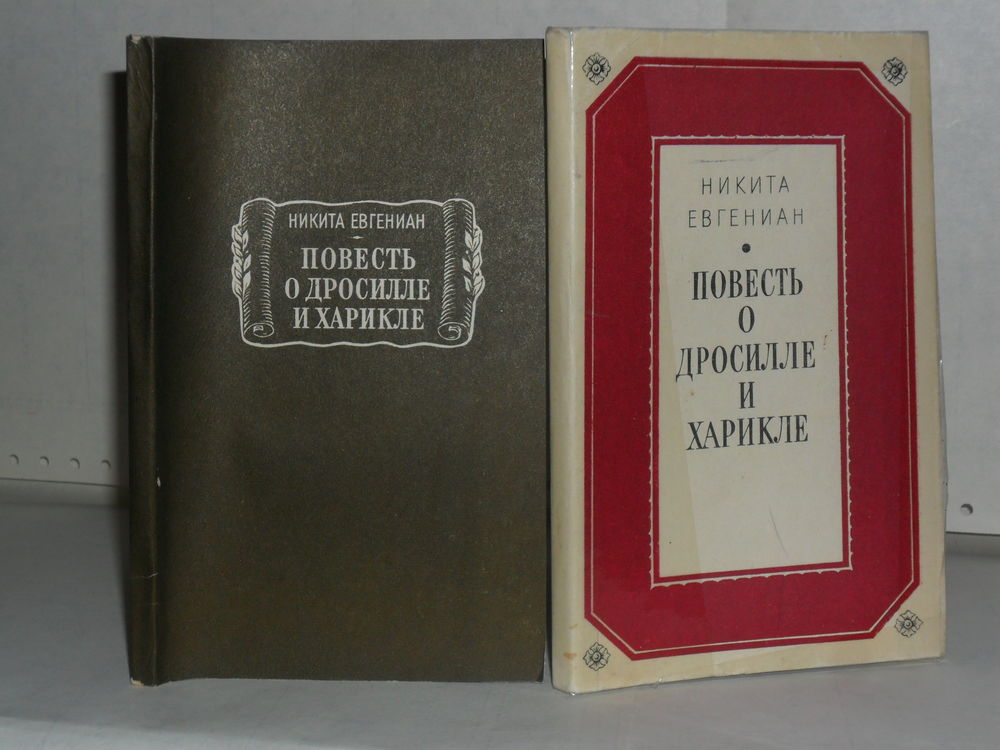 НИКИТА ЕВГЕНИАН
ПОВЕСТЬ
О ДРОСИЛЛЕ
И ХАРИКЛЕ
НИКИТА
ЕВГЕНИАН
ПОВЕСТЬ
О
ДРОСИЛЛЕ
И
ХАРИКЛЕ